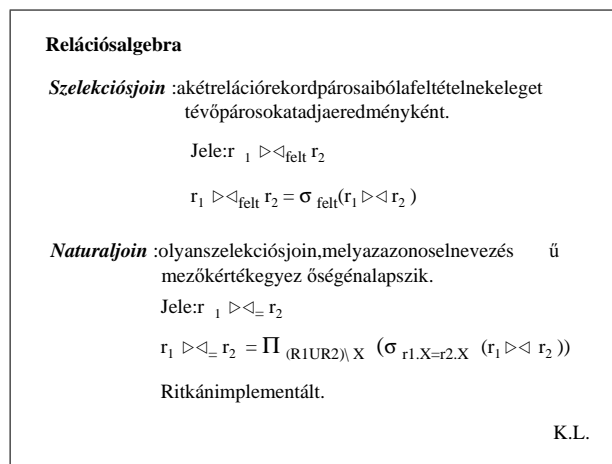 Relációsalgebra
Szelekciósjoin :akétrelációrekordpárosaibólafeltételnekeleget
tévőpárosokatadjaeredményként.
Jele:r 1 ▷◁felt r2
r1 ▷◁felt r2 = σ felt(r1 ▷◁ r2 )
Naturaljoin :olyanszelekciósjoin,melyazazonoselnevezés ű
mezőkértékegyez őségénalapszik.
Jele:r 1 ▷◁= r2
r1 ▷◁= r2 = Π (R1UR2)\ X (σ r1.X=r2.X (r1 ▷◁ r2 ))
Ritkánimplementált.
K.L.